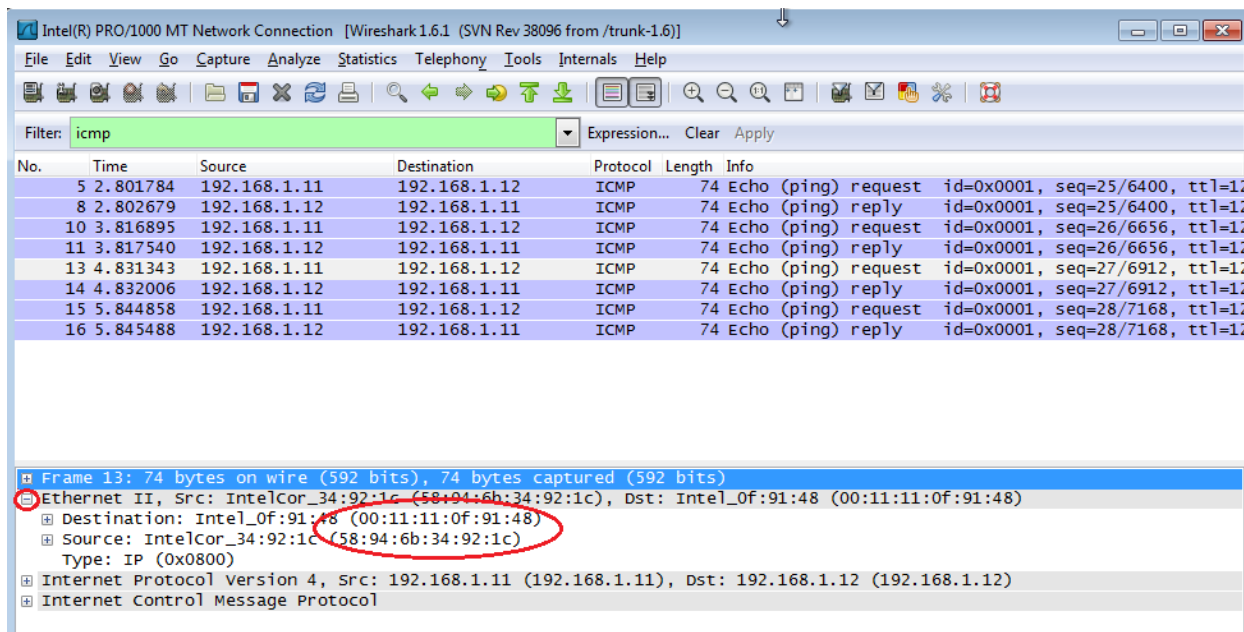 Intel(R) PRO/1000 MT Network Connection [Wireshark 1.6.1 (SVN Rev 38096 from /trunk-1.6)]
File Edit View Go Capture Analyze Statistics Telephony Tools Internals Help
Filter: icmp Expression... Clear Apply
No. Time Source Destination Protocol Length Info
5 2.801784 192.168.1.11 192.168.1.12 ICMP 74 Echo (ping) request id=0x0001, seq=25/6400, ttl=12
8 2.802679 192.168.1.12 192.168.1.11 ICMP 74 Echo (ping) reply id=0x0001, seq=25/6400, ttl=12
10 3.816895 192.168.1.11 192.168.1.12 ICMP 74 Echo (ping) request id=0x0001, seq=26/6656, ttl=12
11 3.817540 192.168.1.12 192.168.1.11 ICMP 74 Echo (ping) reply id=0x0001, seq=26/6656, ttl=12
13 4.831343 192.168.1.11 192.168.1.12 ICMP 74 Echo (ping) request id=0x0001, seq=27/6912, ttl=12
14 4.832006 192.168.1.12 192.168.1.11 ICMP 74 Echo (ping) reply id=0x0001, seq=27/6912, ttl=12
15 5.844858 192.168.1.11 192.168.1.12 ICMP 74 Echo (ping) request id=0x0001, seq=28/7168, ttl=12
16 5.845488 192.168.1.12 192.168.1.11 ICMP 74 Echo (ping) reply id=0x0001, seq=28/7168, ttl=12
Frame 13: 74 bytes on wire (592 bits), 74 bytes captured (592 bits)
Ethernet II, Src: IntelCor_34:92:1c (58:94:6b:34:92:1c), Dst: Intel_0f:91:48 (00:11:11:0f:91:48)
Destination: Intel_0f:91:48 (00:11:11:0f:91:48)
Source: IntelCor_34:92:1c (58:94:6b:34:92:1c)
Type: IP (0x0800)
Internet Protocol Version 4, Src: 192.168.1.11 (192.168.1.11), Dst: 192.168.1.12 (192.168.1.12)
Internet Control Message Protocol